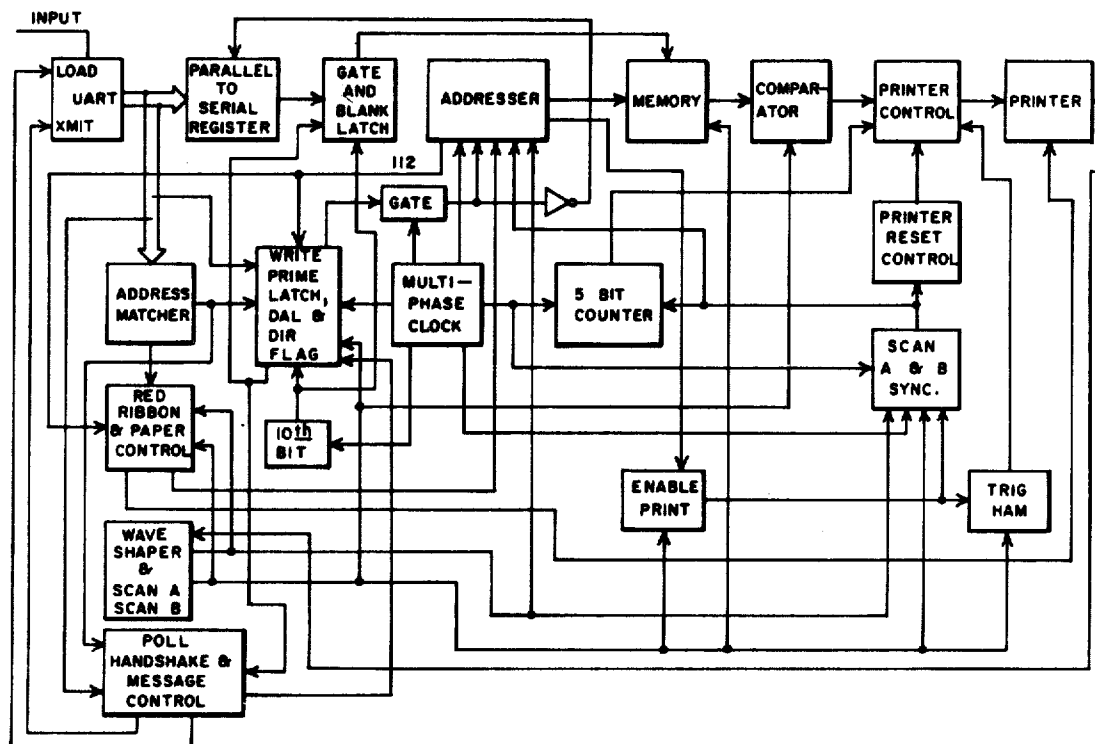 INPUT
LOAD
UART
XMIT
PARALLEL
TO
SERIAL
REGISTER
GATE
AND
BLANK
LATCH
ADDRESSER
MEMORY
COMPAR-
ATOR
PRINTER
CONTROL
PRINTER
112
GATE
PRINTER
RESET
CONTROL
ADDRESS
MATCHER
WRITE
PRIME
LATCH,
DAL &
DIR
FLAG
MULTI-
PHASE
CLOCK
5 BIT
COUNTER
SCAN
A & B
SYNC.
RED
RIBBON
& PAPER
CONTROL
10th
BIT
ENABLE
PRINT
TRIG
HAM
WAVE
SHAPER
&
SCAN A
SCAN B
POLL
HANDSHAKE &
MESSAGE
CONTROL